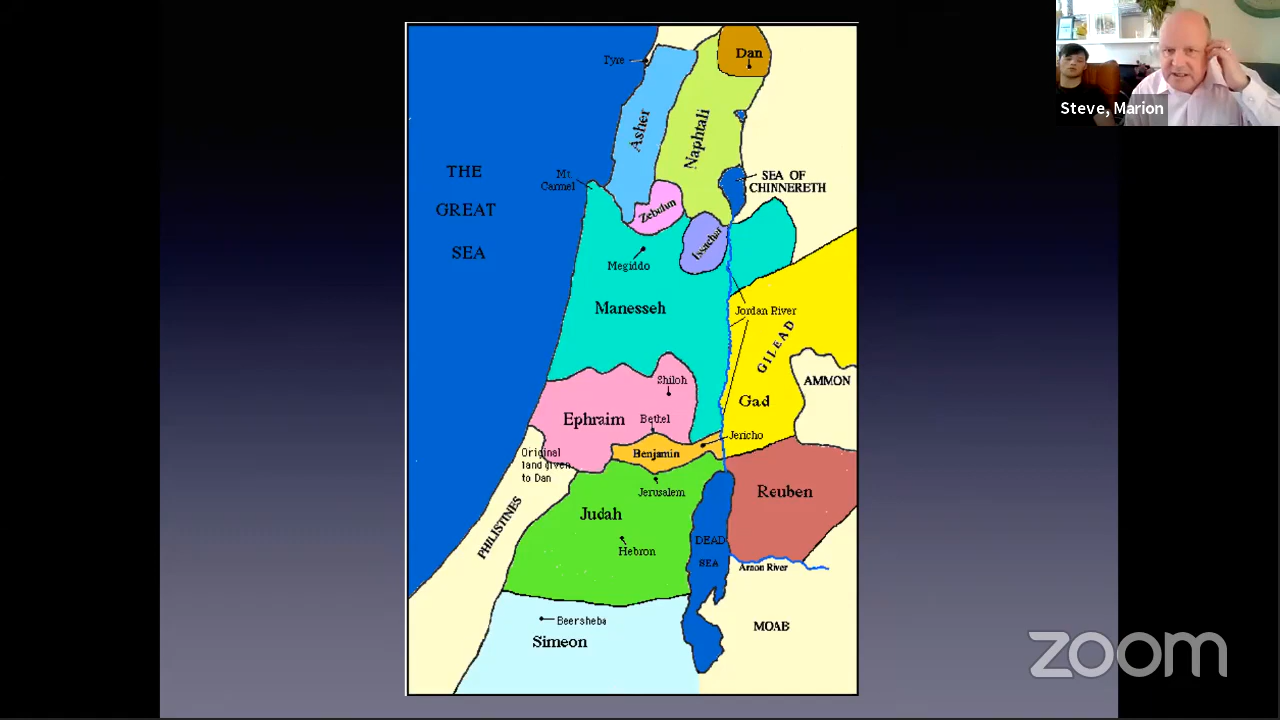 Dan
Tyre
Asher
Naphtali
THE
GREAT
SEA
Mt.
Carmel
SEA OF
CHINNERETH
Zebulun
Issachar
Megiddo
Manesseh
Jordan River
GILEAD
AMMON
Shiloh
Gad
Ephraim
Bethel
Jericho
Benjamin
Original
land given
to Dan
Jerusalem
Reuben
Judah
PHILISTINES
Hebron
DEAD
SEA
Arnon River
Beersheba
MOAB
Simeon
Steve, Marion
zoom